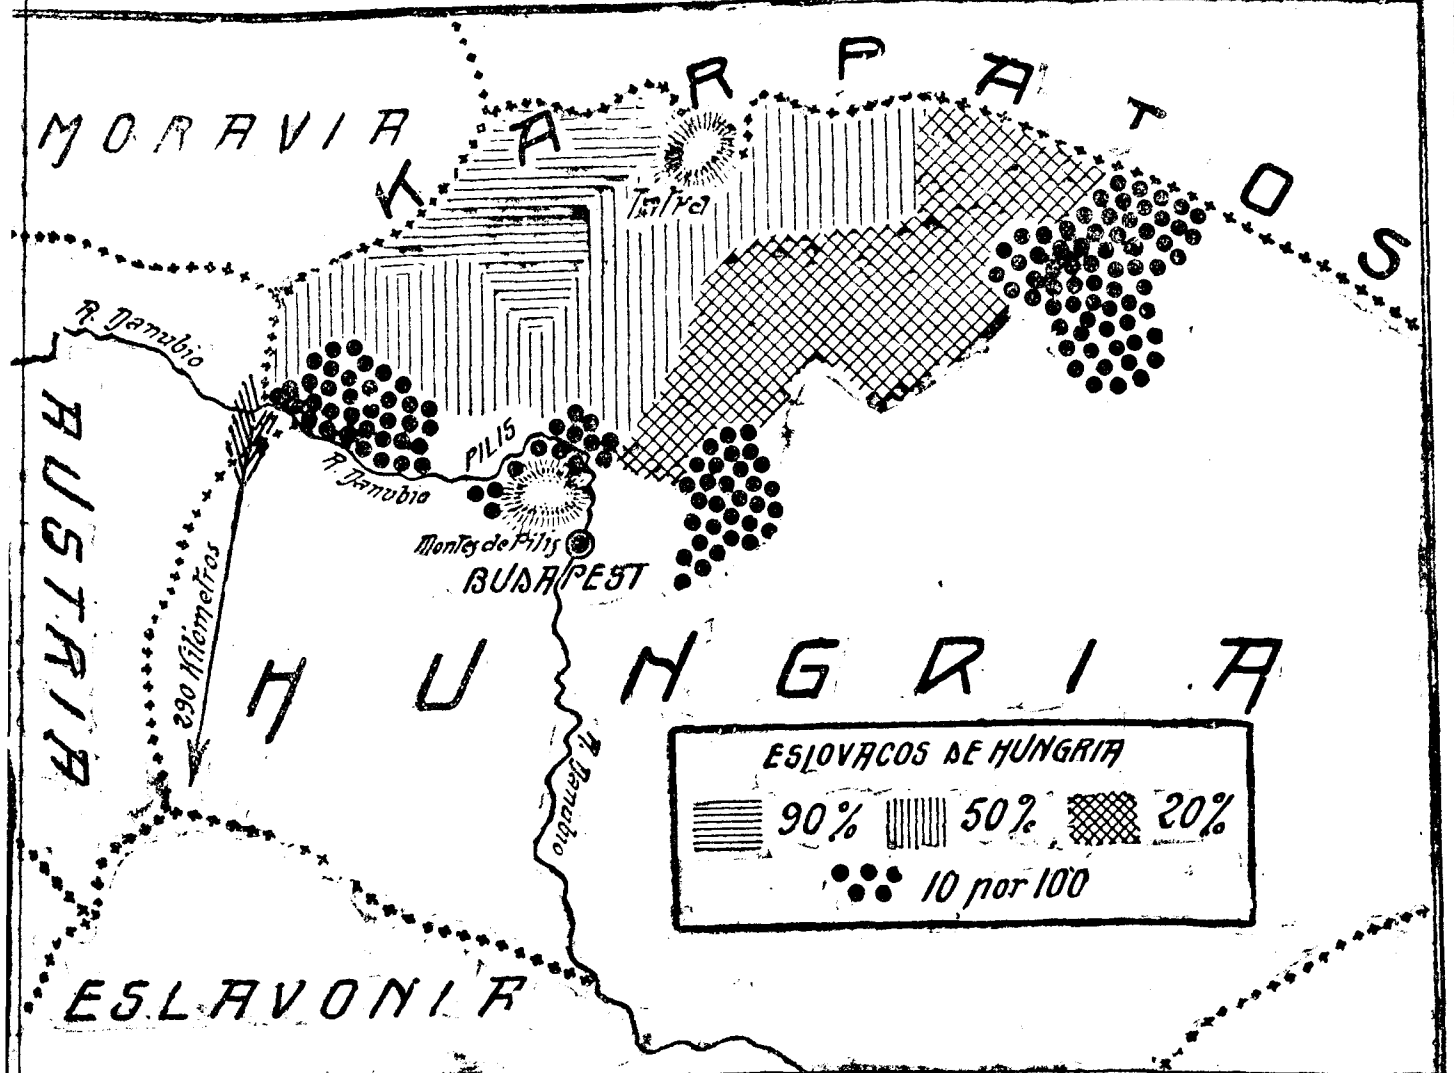 KARPATOS
MORAVIA
Tatra
R. Danubio
AUSTRIA
PILIS
R. Danubio
Montes de Pilis
BUDAPEST
290 Kilometros
HUNGRIA
R. Danubio
ESLOVACOS DE HUNGRIA
90% 50% 20%
10 por 100
ESLAVONIA